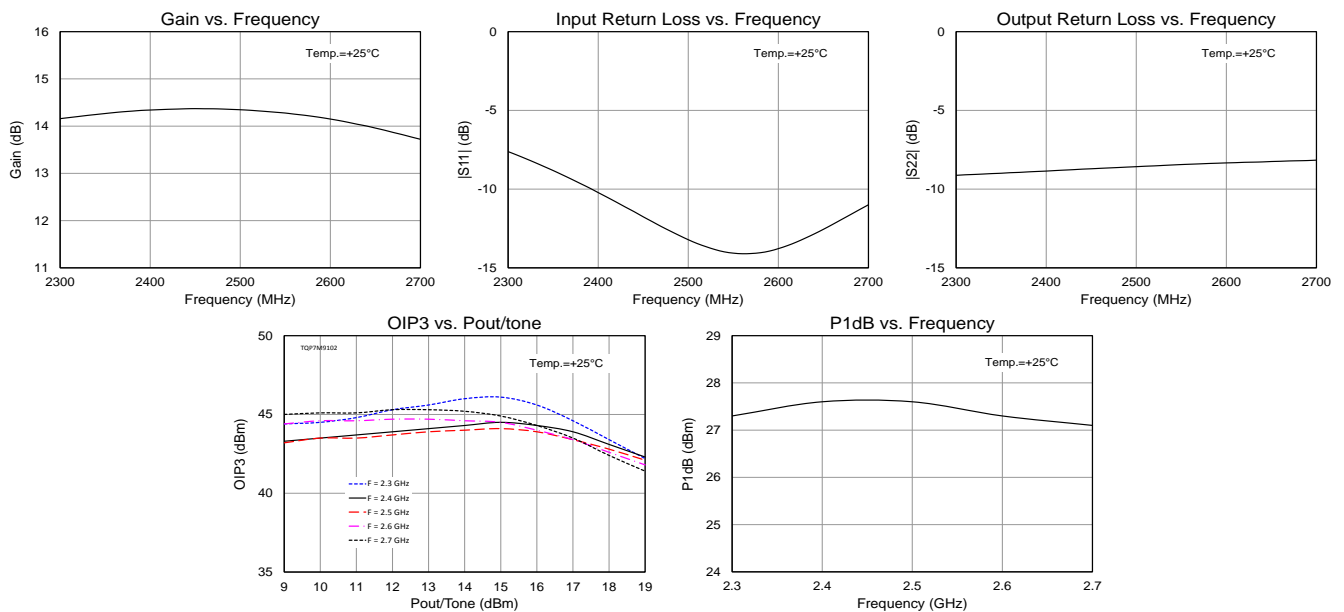 Gain vs. Frequency
16
15
14
13
12
11
Gain (dB)
Temp.=+25°C
2300 2400 2500 2600 2700
Frequency (MHz)
Input Return Loss vs. Frequency
0
-5
-10
-15
|S11| (dB)
Temp.=+25°C
2300 2400 2500 2600 2700
Frequency (MHz)
Output Return Loss vs. Frequency
0
-5
-10
-15
|S22| (dB)
Temp.=+25°C
2300 2400 2500 2600 2700
Frequency (MHz)
OIP3 vs. Pout/tone
50
45
40
35
OIP3 (dBm)
TQP7M9102
Temp.=+25°C
F = 2.3 GHz
F = 2.4 GHz
F = 2.5 GHz
F = 2.6 GHz
F = 2.7 GHz
9 10 11 12 13 14 15 16 17 18 19
Pout/Tone (dBm)
P1dB vs. Frequency
29
28
27
26
25
24
P1dB (dBm)
Temp.=+25°C
2.3 2.4 2.5 2.6 2.7
Frequency (GHz)